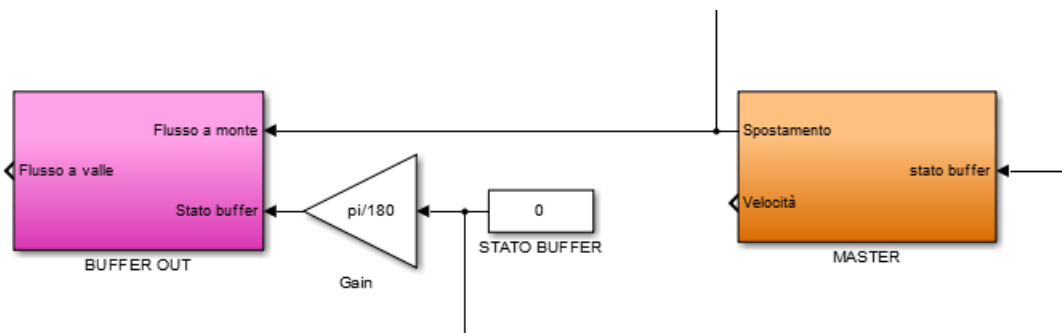 Flusso a monte
Flusso a valle
Stato buffer
BUFFER OUT
pi/180
Gain
0
STATO BUFFER
Spostamento
stato buffer
Velocità
MASTER